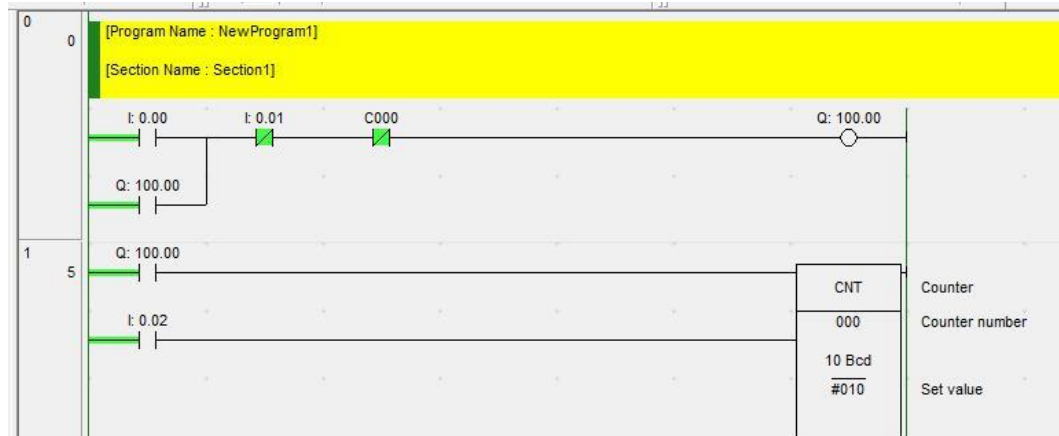 0
0
[Program Name : NewProgram1]
[Section Name : Section1]
I: 0.00 I: 0.01 C000 Q: 100.00
Q: 100.00
1
Q: 100.00
5
CNT Counter
I: 0.02
000 Counter number
10 Bcd
#010 Set value